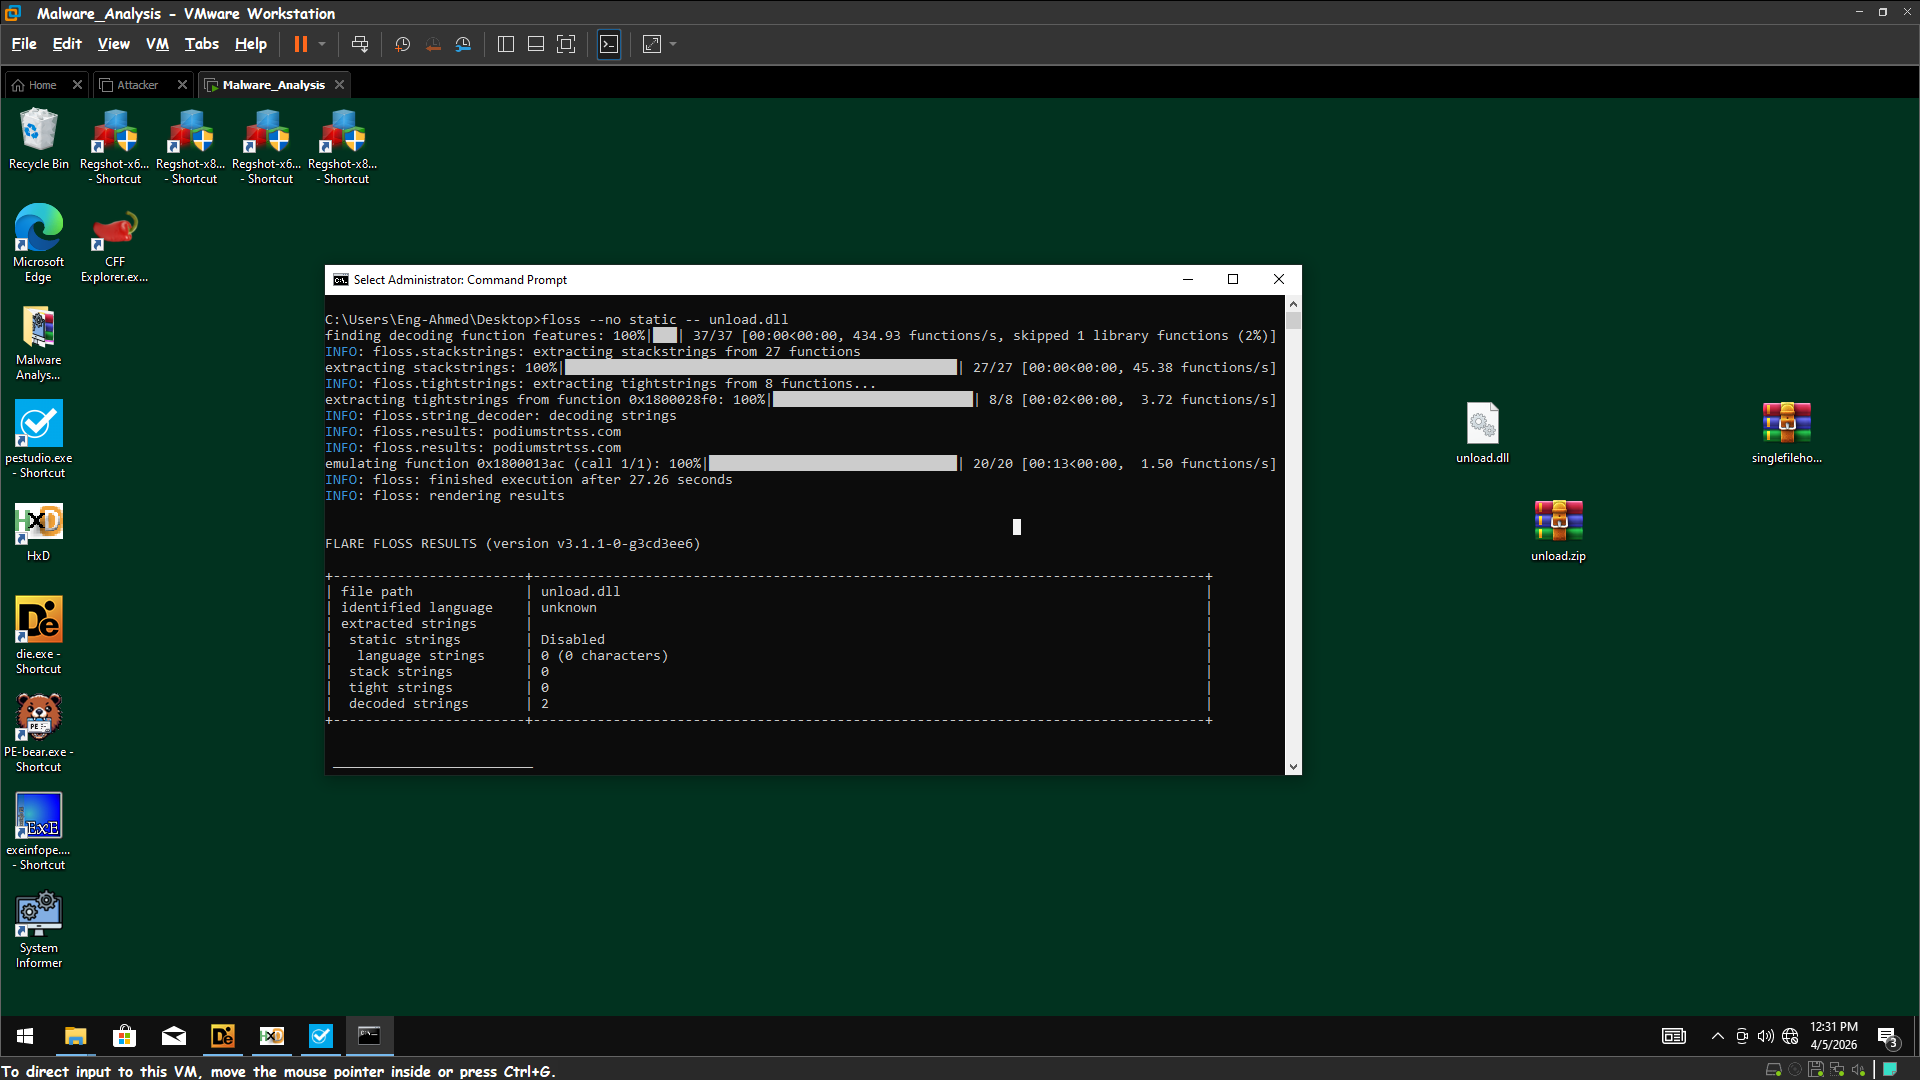 Malware_Analysis - VMware Workstation
File Edit View VM Tabs Help
Home
Attacker
Malware_Analysis
Recycle Bin
Regshot-x6... - Shortcut
Regshot-x8... - Shortcut
Regshot-x6... - Shortcut
Regshot-x8... - Shortcut
Microsoft Edge
CFF Explorer.ex...
Malware Analys...
pestudio.exe - Shortcut
HxD
die.exe - Shortcut
PE-bear.exe - Shortcut
exeinfope.... - Shortcut
System Informer
Select Administrator: Command Prompt
C:\Users\Eng-Ahmed\Desktop>floss --no static -- unload.dll
finding decoding function features: 100%| | 37/37 [00:00<00:00, 434.93 functions/s, skipped 1 library functions (2%)]
INFO: floss.stackstrings: extracting stackstrings from 27 functions
extracting stackstrings: 100%| | 27/27 [00:00<00:00, 45.38 functions/s]
INFO: floss.tightstrings: extracting tightstrings from 8 functions...
extracting tightstrings from function 0x1800028f0: 100%| | 8/8 [00:02<00:00, 3.72 functions/s]
INFO: floss.string_decoder: decoding strings
INFO: floss.results: podiumstrtss.com
INFO: floss.results: podiumstrtss.com
emulating function 0x1800013ac (call 1/1): 100%| | 20/20 [00:13<00:00, 1.50 functions/s]
INFO: floss: finished execution after 27.26 seconds
INFO: floss: rendering results
FLARE FLOSS RESULTS (version v3.1.1-0-g3cd3ee6)
file path | unload.dll
identified language | unknown
extracted strings |
static strings | Disabled
language strings | 0 (0 characters)
stack strings | 0
tight strings | 0
decoded strings | 2
unload.dll
singlefileho...
unload.zip
12:31 PM
4/5/2026
3
To direct input to this VM, move the mouse pointer inside or press Ctrl+G.